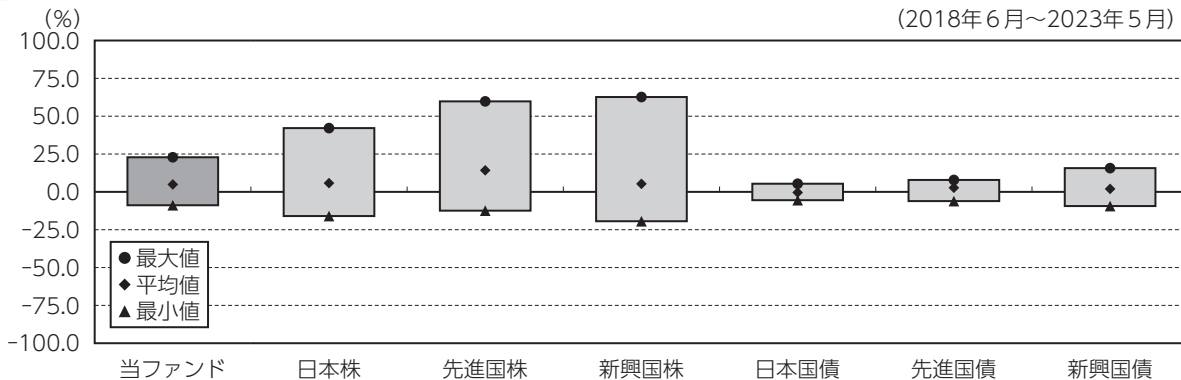 (%)
(2018年6月～2023年5月)
100.0
75.0
50.0
25.0
0.0
-25.0
-50.0
-75.0
-100.0
●最大値
◆平均値
▲最小値
当ファンド 日本株 先進国株 新興国株 日本国債 先進国債 新興国債